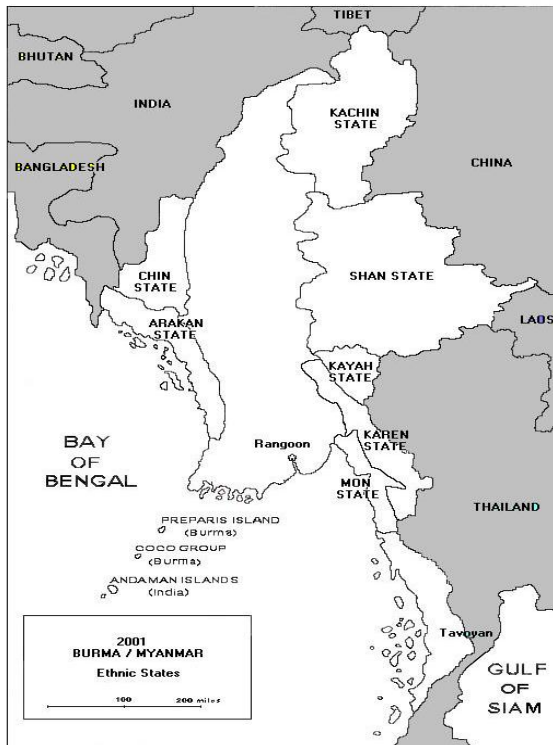 TIBET
BHUTAN
INDIA
KACHIN
STATE
BANGLADESH
CHINA
CHIN
STATE
SHAN STATE
ARAKAN
STATE
LAOS
KAYAH
STATE
BAY
OF
BENGAL
Rangoon
KAREN
STATE
MON
STATE
THAILAND
PREPARIS ISLAND
(Burma)
COCO GROUP
(Burma)
ANDAMAN ISLANDS
(India)
Tavoyan
GULF
OF
SIAM
2001
BURMA / MYANMAR
Ethnic States
100 200 miles